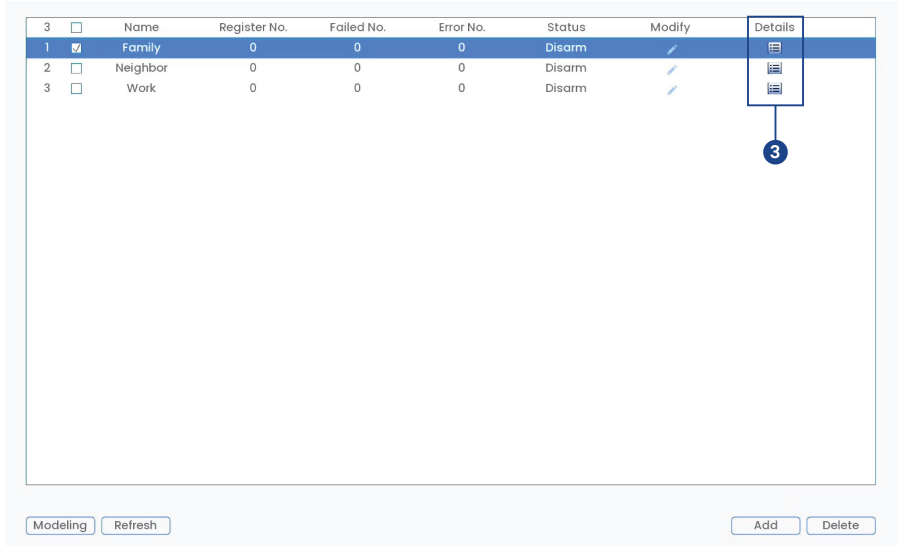 3 Name Register No. Failed No. Error No. Status Modify Details
1 Family 0 0 0 Disarm
2 Neighbor 0 0 0 Disarm
3 Work 0 0 0 Disarm
3
Modeling Refresh Add Delete